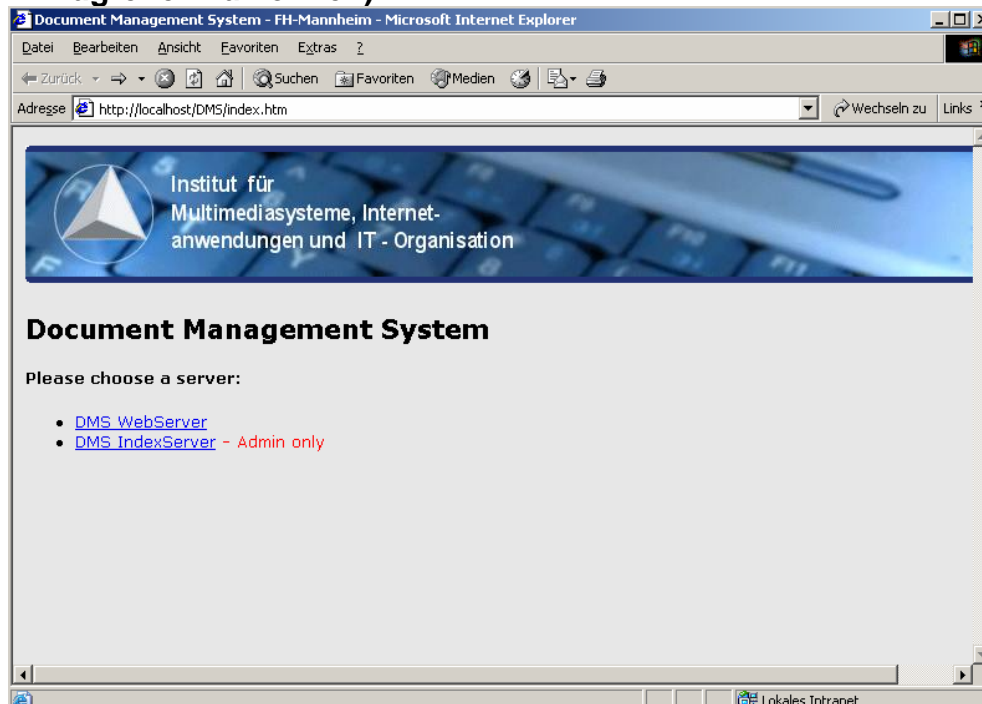 Document Management System - FH-Mannheim - Microsoft Internet Explorer
Datei Bearbeiten Ansicht Favoriten Extras ?
Zurück Suchen Favoriten Medien
Adresse http://localhost/DMS/index.htm Wechseln zu Links
Institut für
Multimediasysteme, Internet-
anwendungen und IT - Organisation
Document Management System
Please choose a server:
DMS WebServer
DMS IndexServer - Admin only
Lokales Intranet